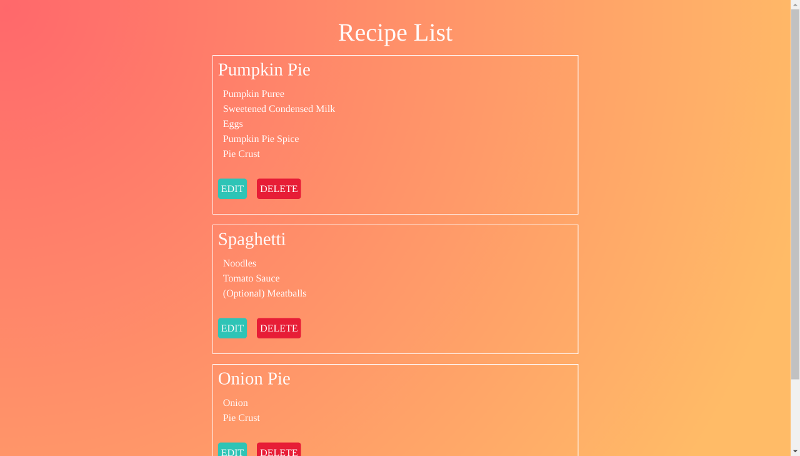 Recipe List
Pumpkin Pie
Pumpkin Puree
Sweetened Condensed Milk
Eggs
Pumpkin Pie Spice
Pie Crust
EDIT DELETE
Spaghetti
Noodles
Tomato Sauce
(Optional) Meatballs
EDIT DELETE
Onion Pie
Onion
Pie Crust
EDIT DELETE